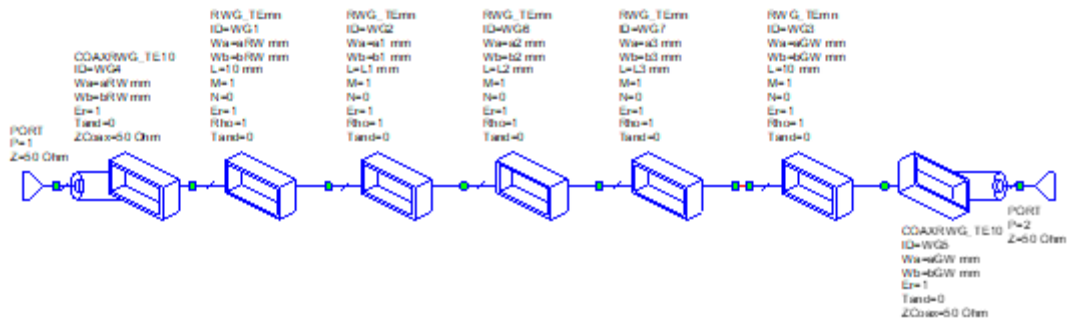 PORT
P=1
Z=50 Ohm
COAXRWG_TE10
ID=WG4
Wa=aRW mm
Wb=bRW mm
Er=1
Tand=0
ZCoax=50 Ohm
RWG_TEmn
ID=WG1
Wa=aRW mm
Wb=bRW mm
L=10 mm
M=1
N=0
Er=1
Rho=1
Tand=0
RWG_TEmn
ID=WG2
Wa=a1 mm
Wb=b1 mm
L=L1 mm
M=1
N=0
Er=1
Rho=1
Tand=0
RWG_TEmn
ID=WG6
Wa=a2 mm
Wb=b2 mm
L=L2 mm
M=1
N=0
Er=1
Rho=1
Tand=0
RWG_TEmn
ID=WG7
Wa=a3 mm
Wb=b3 mm
L=L3 mm
M=1
N=0
Er=1
Rho=1
Tand=0
RWG_TEmn
ID=WG3
Wa=aGW mm
Wb=bGW mm
L=10 mm
M=1
N=0
Er=1
Rho=1
Tand=0
COAXRWG_TE10
ID=WG5
Wa=aGW mm
Wb=bGW mm
Er=1
Tand=0
ZCoax=50 Ohm
PORT
P=2
Z=50 Ohm